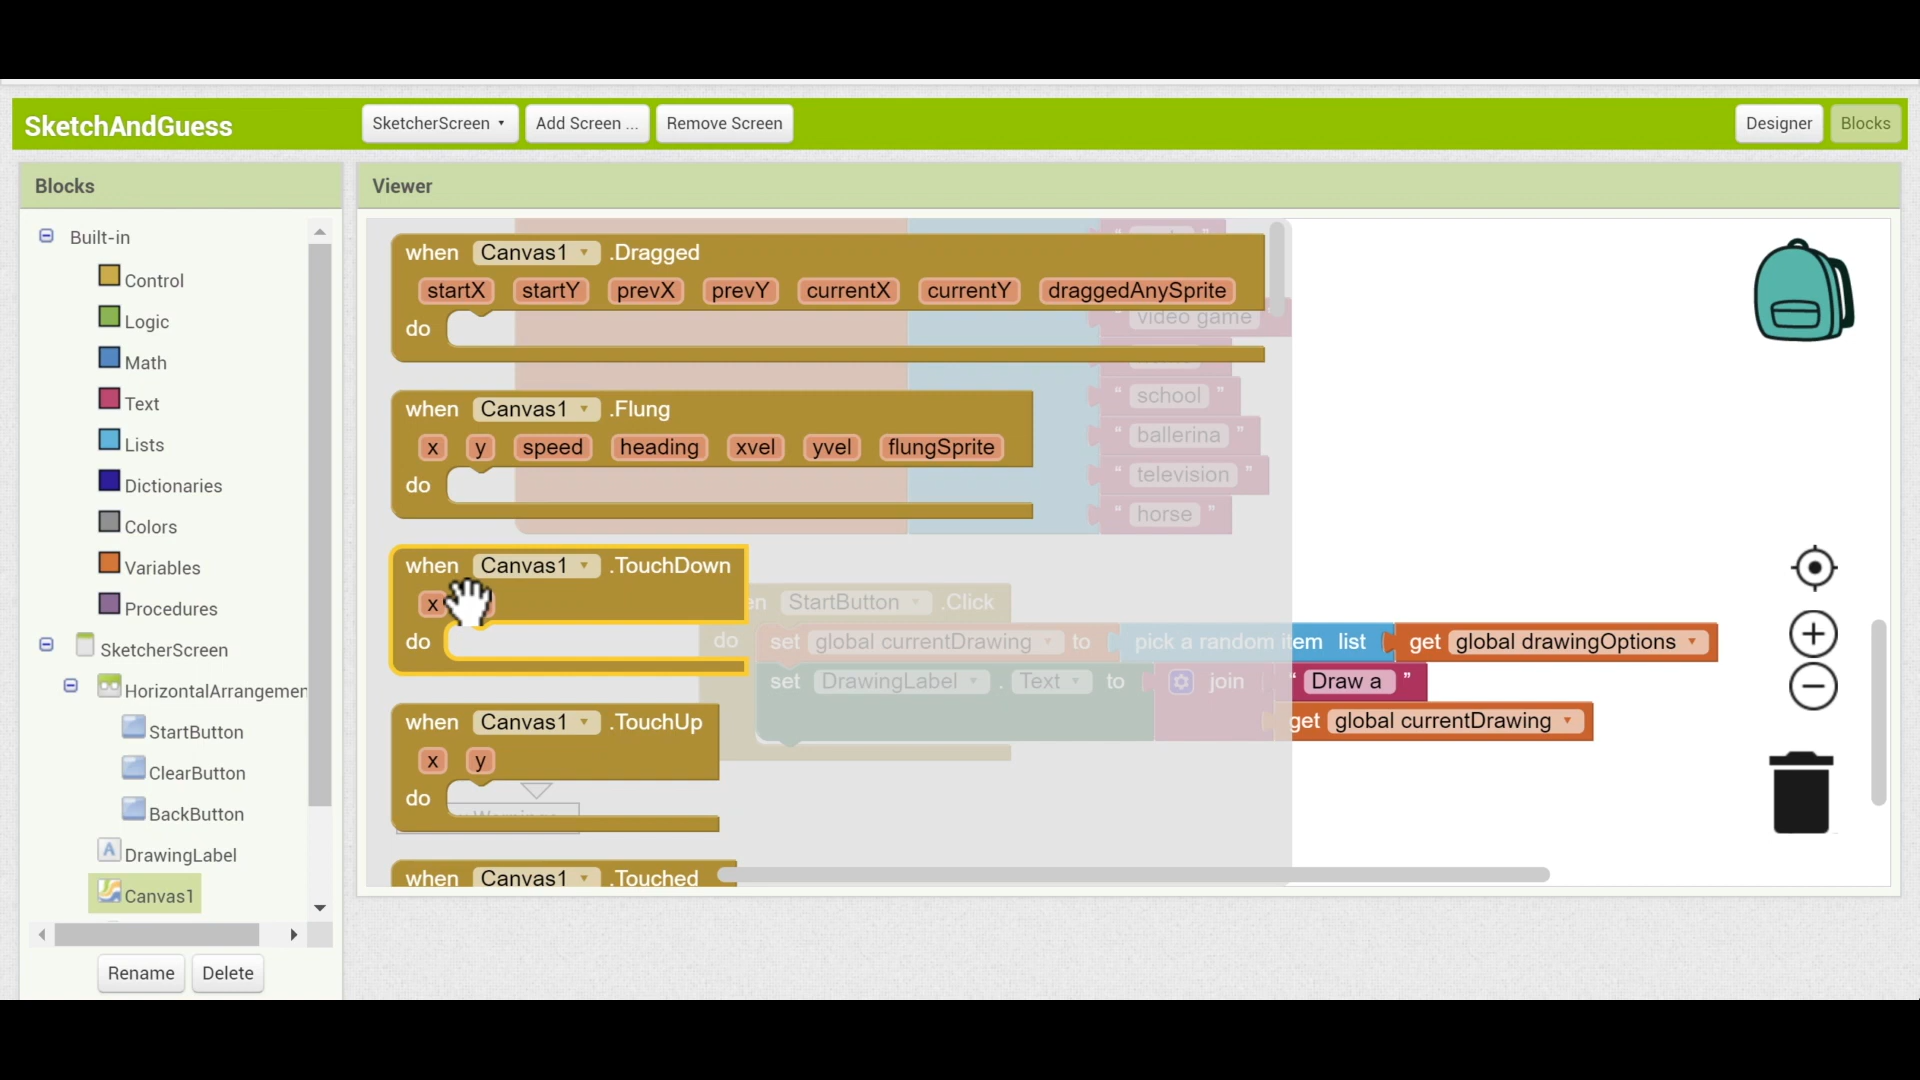 SketchAndGuess
SketcherScreen
Add Screen ...
Remove Screen
Designer
Blocks
Blocks
Viewer
Built-in
Control
Logic
Math
Text
Lists
Dictionaries
Colors
Variables
Procedures
SketcherScreen
HorizontalArrangemen
StartButton
ClearButton
BackButton
DrawingLabel
Canvas1
Rename
Delete
when Canvas1 .Dragged
startX startY prevX prevY currentX currentY draggedAnySprite
do
when Canvas1 .Flung
x y speed heading xvel yvel flungSprite
do
when Canvas1 .TouchDown
x
do
when Canvas1 .TouchUp
x y
do
when Canvas1 .Touched
" video game
" school "
" ballerina "
" television "
" horse "
en StartButton .Click
do set global currentDrawing to pick a random item list get global drawingOptions
set DrawingLabel . Text to join " Draw a "
get global currentDrawing